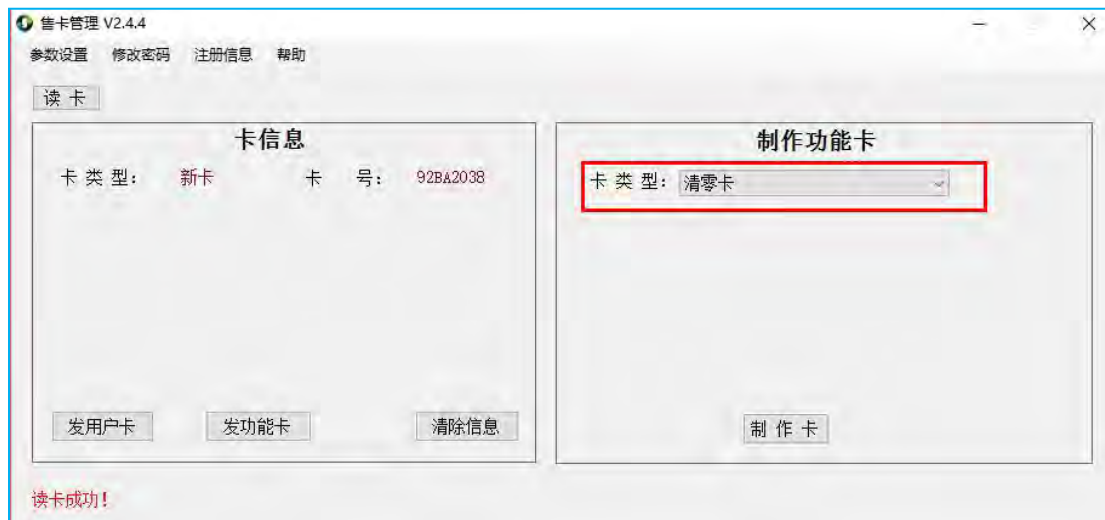 售卡管理 V2.4.4
参数设置 修改密码 注册信息 帮助
读 卡
卡信息
卡 类 型： 新卡 卡 号： 92BA2038
发用户卡 发功能卡 清除信息
制作功能卡
卡 类 型： 清零卡
制 作 卡
读卡成功！